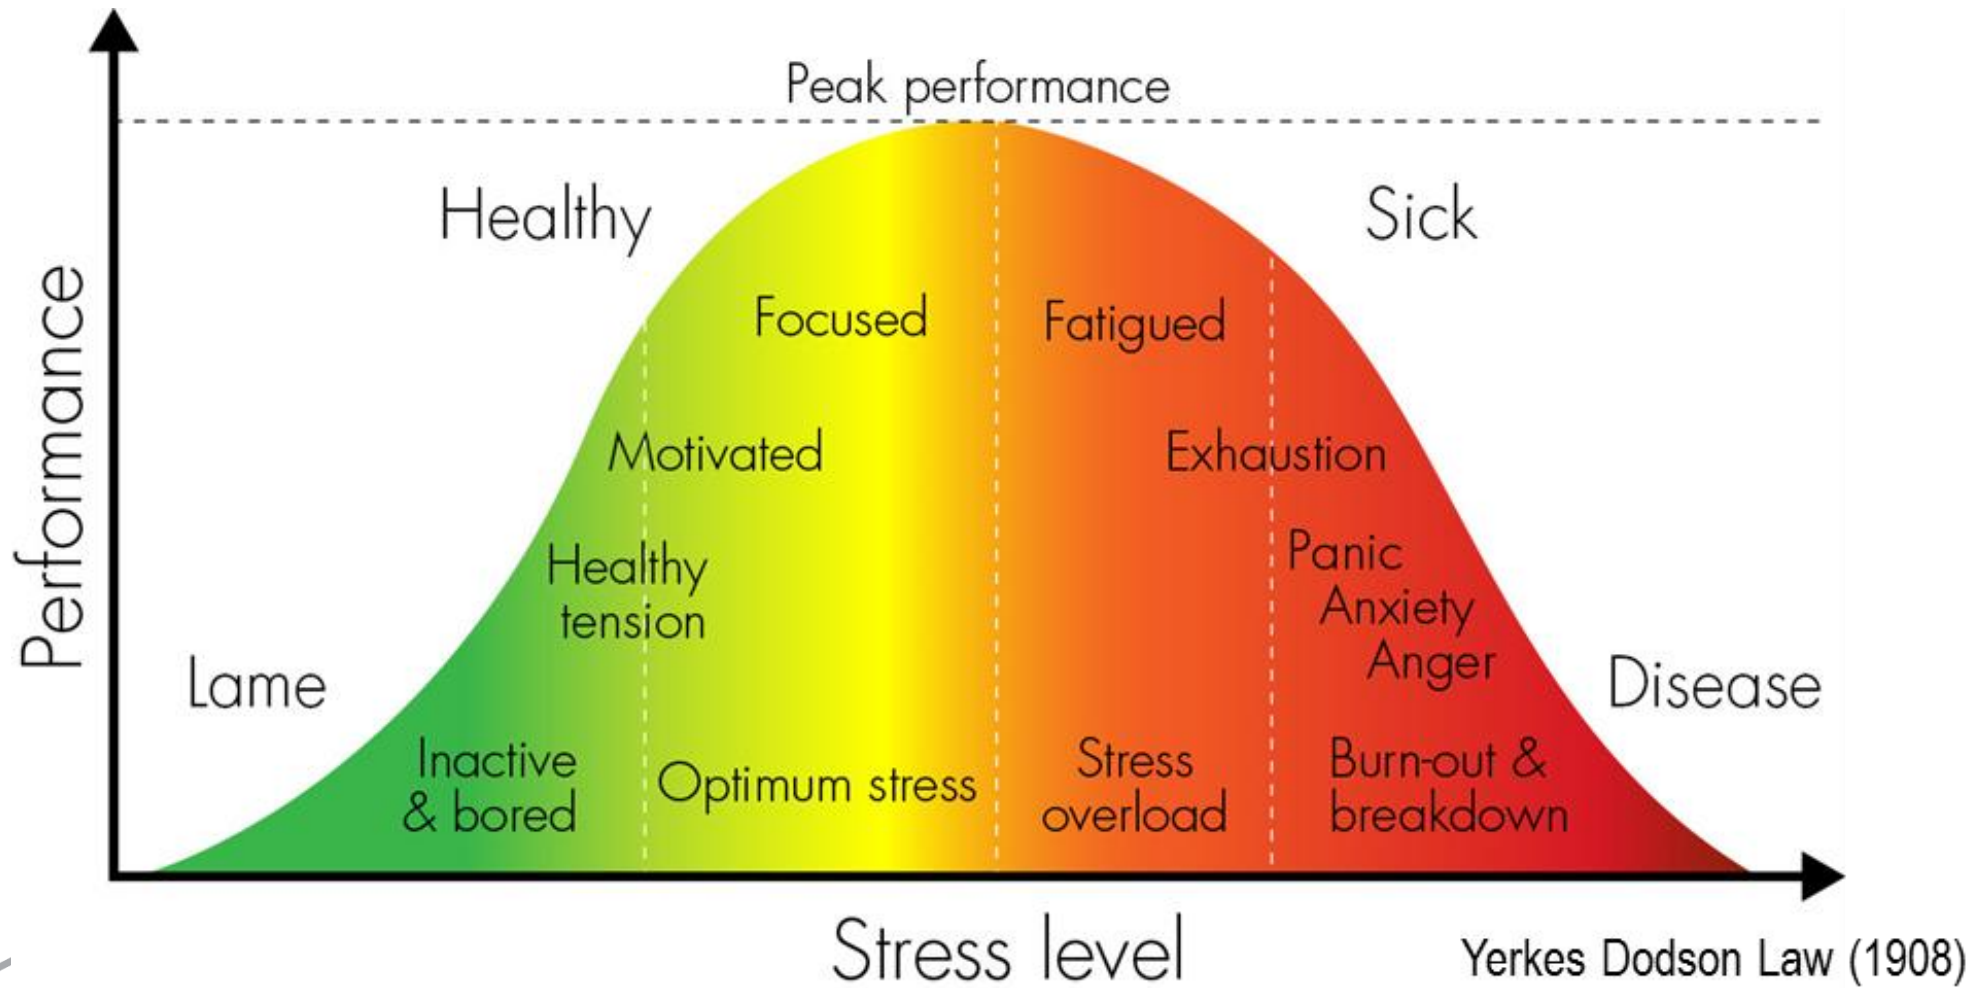 Peak performance
Healthy
Sick
Focused
Fatigued
Motivated
Exhaustion
Healthy
tension
Panic
Anxiety
Anger
Lame
Disease
Inactive
& bored
Optimum stress
Stress
overload
Burn-out &
breakdown
Performance
Stress level
Yerkes Dodson Law (1908)